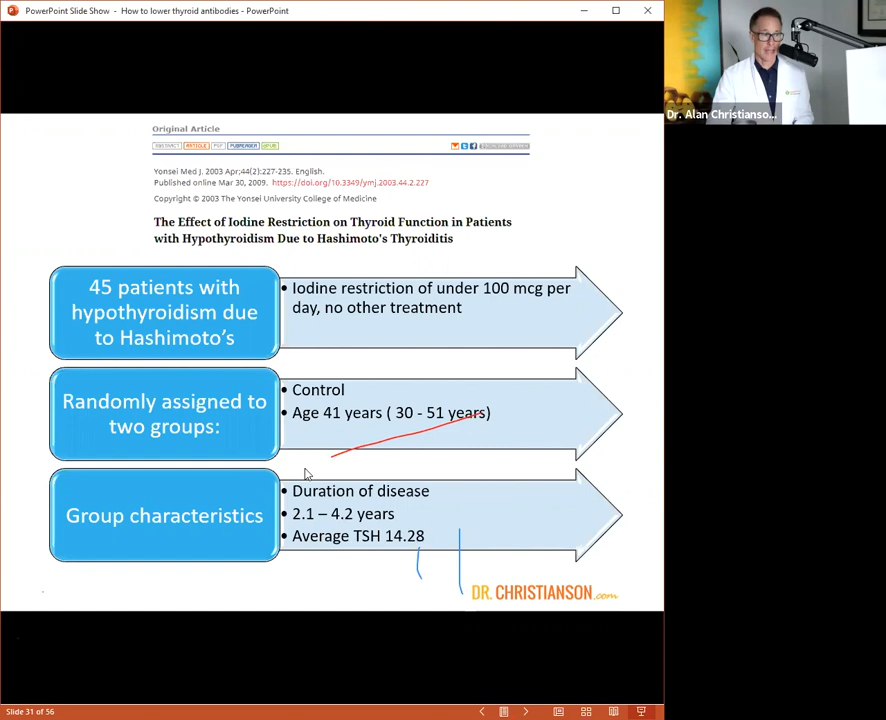 PowerPoint Slide Show - How to lower thyroid antibodies - PowerPoint
Dr. Alan Christianso...
Original Article
ABSTRACT ARTICLE PDF PUBREADER
Yonsei Med J. 2003 Apr;44(2):227-235. English.
Published online Mar 30, 2009. https://doi.org/10.3349/ymj.2003.44.2.227
Copyright © 2003 The Yonsei University College of Medicine
The Effect of Iodine Restriction on Thyroid Function in Patients
with Hypothyroidism Due to Hashimoto's Thyroiditis
45 patients with
hypothyroidism due
to Hashimoto's
• Iodine restriction of under 100 mcg per
day, no other treatment
Randomly assigned to
two groups:
• Control
• Age 41 years ( 30 - 51 years)
Group characteristics
• Duration of disease
• 2.1 – 4.2 years
• Average TSH 14.28
DR. CHRISTIANSON.com
Slide 31 of 56